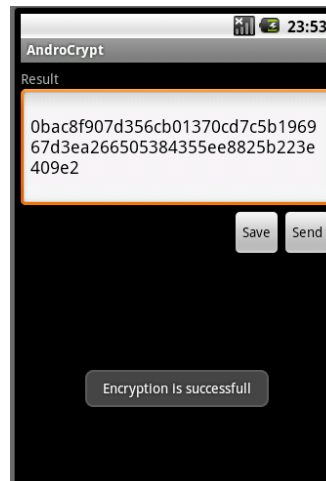 23:53
AndroCrypt
Result
0bac8f907d356cb01370cd7c5b1969
67d3ea266505384355ee8825b223e
409e2
Save Send
Encryption is successfull